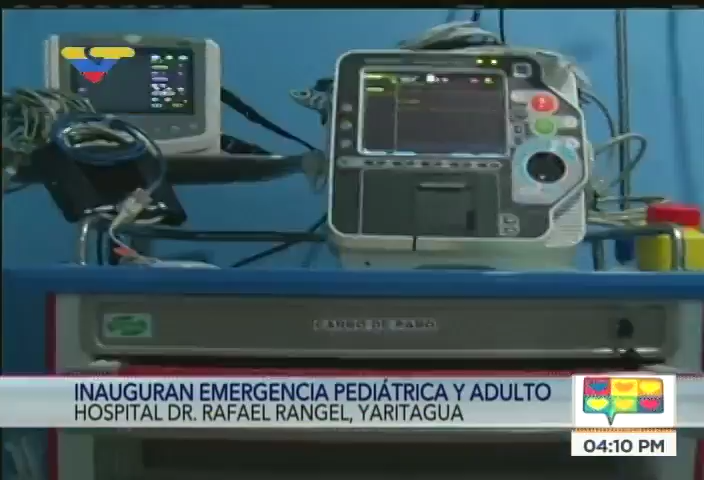 CARRO DE PARO
INAUGURAN EMERGENCIA PEDIÁTRICA Y ADULTO
HOSPITAL DR. RAFAEL RANGEL, YARITAGUA
04:10 PM